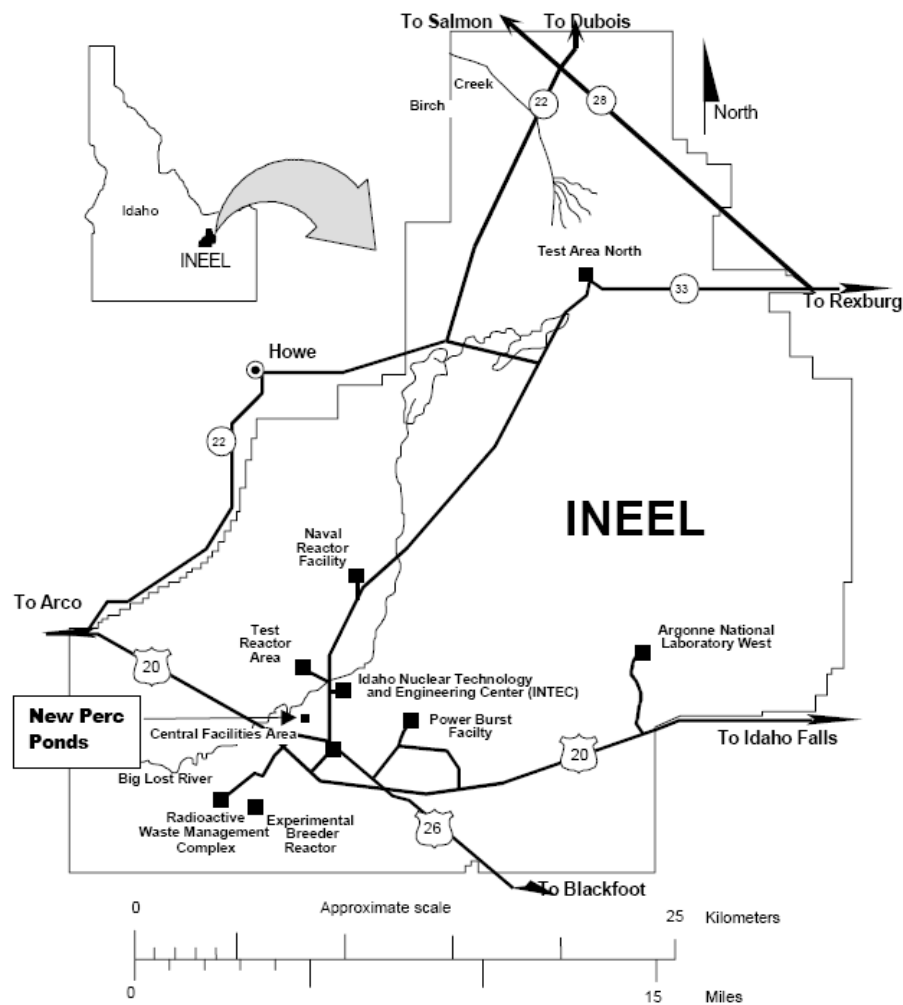 To Salmon
To Dubois
Creek
Birch
22
28
North
Idaho
INEEL
Test Area North
33
To Rexburg
Howe
22
INEEL
Naval
Reactor
Facility
To Arco
Test
Reactor
Area
Argonne National
Laboratory West
20
Idaho Nuclear Technology
and Engineering Center (INTEC)
New Perc
Ponds
Power Burst
Facilty
Central Facilities Area
To Idaho Falls
20
Big Lost River
Radioactive
Waste Management
Complex
Experimental
Breeder
Reactor
26
To Blackfoot
0
Approximate scale
25
Kilometers
0
15
Miles